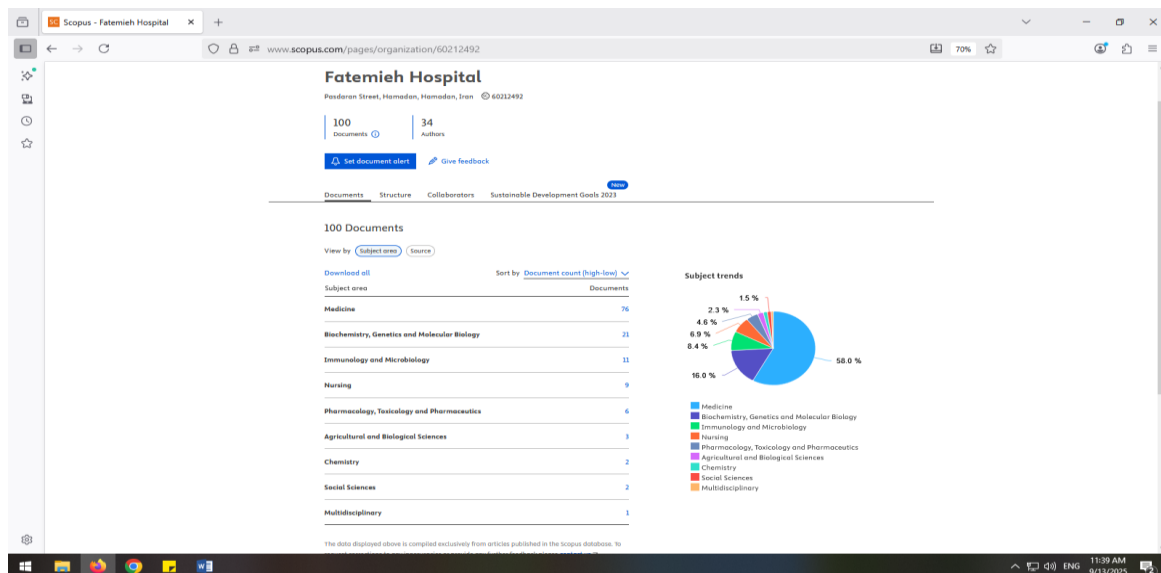 Scopus - Fatemieh Hospital
www.scopus.com/pages/organization/60212492
70%
Fatemieh Hospital
Pasdaran Street, Hamadan, Hamadan, Iran 60212492
100
Documents
34
Authors
Set document alert
Give feedback
New
Documents Structure Collaborators Sustainable Development Goals 2023
100 Documents
View by Subject area Source
Download all
Sort by Document count (high-low)
Subject area Documents
Medicine 76
Biochemistry, Genetics and Molecular Biology 21
Immunology and Microbiology 11
Nursing 9
Pharmacology, Toxicology and Pharmaceutics 6
Agricultural and Biological Sciences 3
Chemistry 2
Social Sciences 2
Multidisciplinary 1
The data displayed above is compiled exclusively from articles published in the Scopus database. To
Subject trends
1.5 %
2.3 %
4.6 %
6.9 %
8.4 %
16.0 %
58.0 %
Medicine
Biochemistry, Genetics and Molecular Biology
Immunology and Microbiology
Nursing
Pharmacology, Toxicology and Pharmaceutics
Agricultural and Biological Sciences
Chemistry
Social Sciences
Multidisciplinary
ENG
11:39 AM
9/13/2025